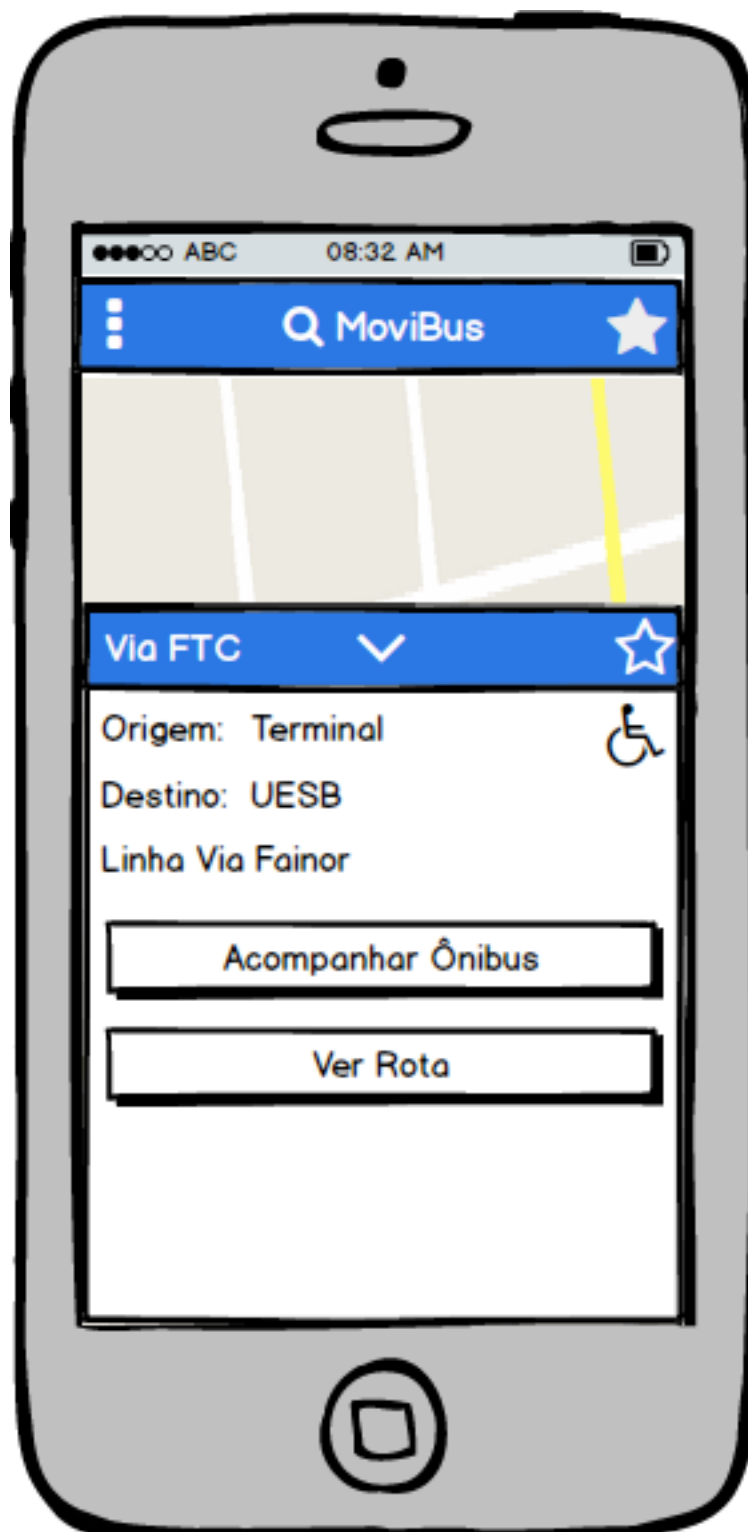 ABC 08:32 AM
MoviBus
Via FTC
Origem: Terminal
Destino: UESB
Linha Via Fainor
Acompanhar Ônibus
Ver Rota